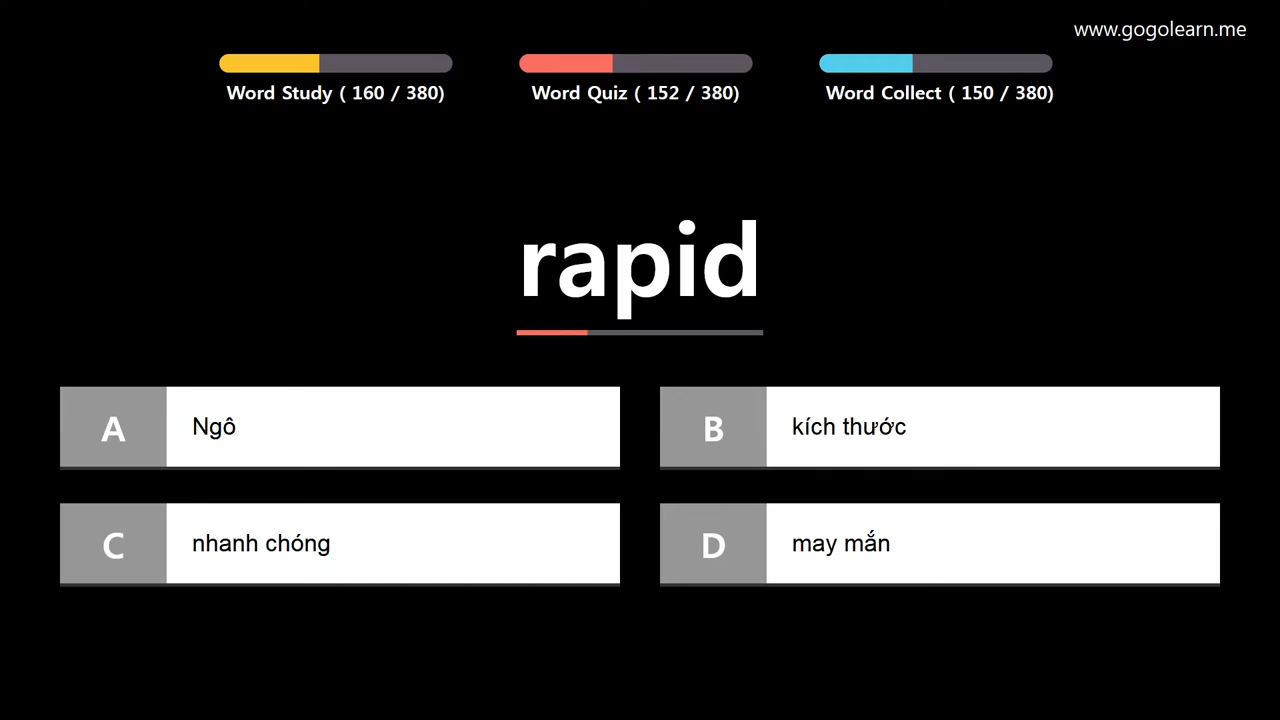 www.gogolearn.me
Word Study ( 160 / 380)
Word Quiz ( 152 / 380)
Word Collect ( 150 / 380)
rapid
A Ngô
B kích thước
C nhanh chóng
D may mắn